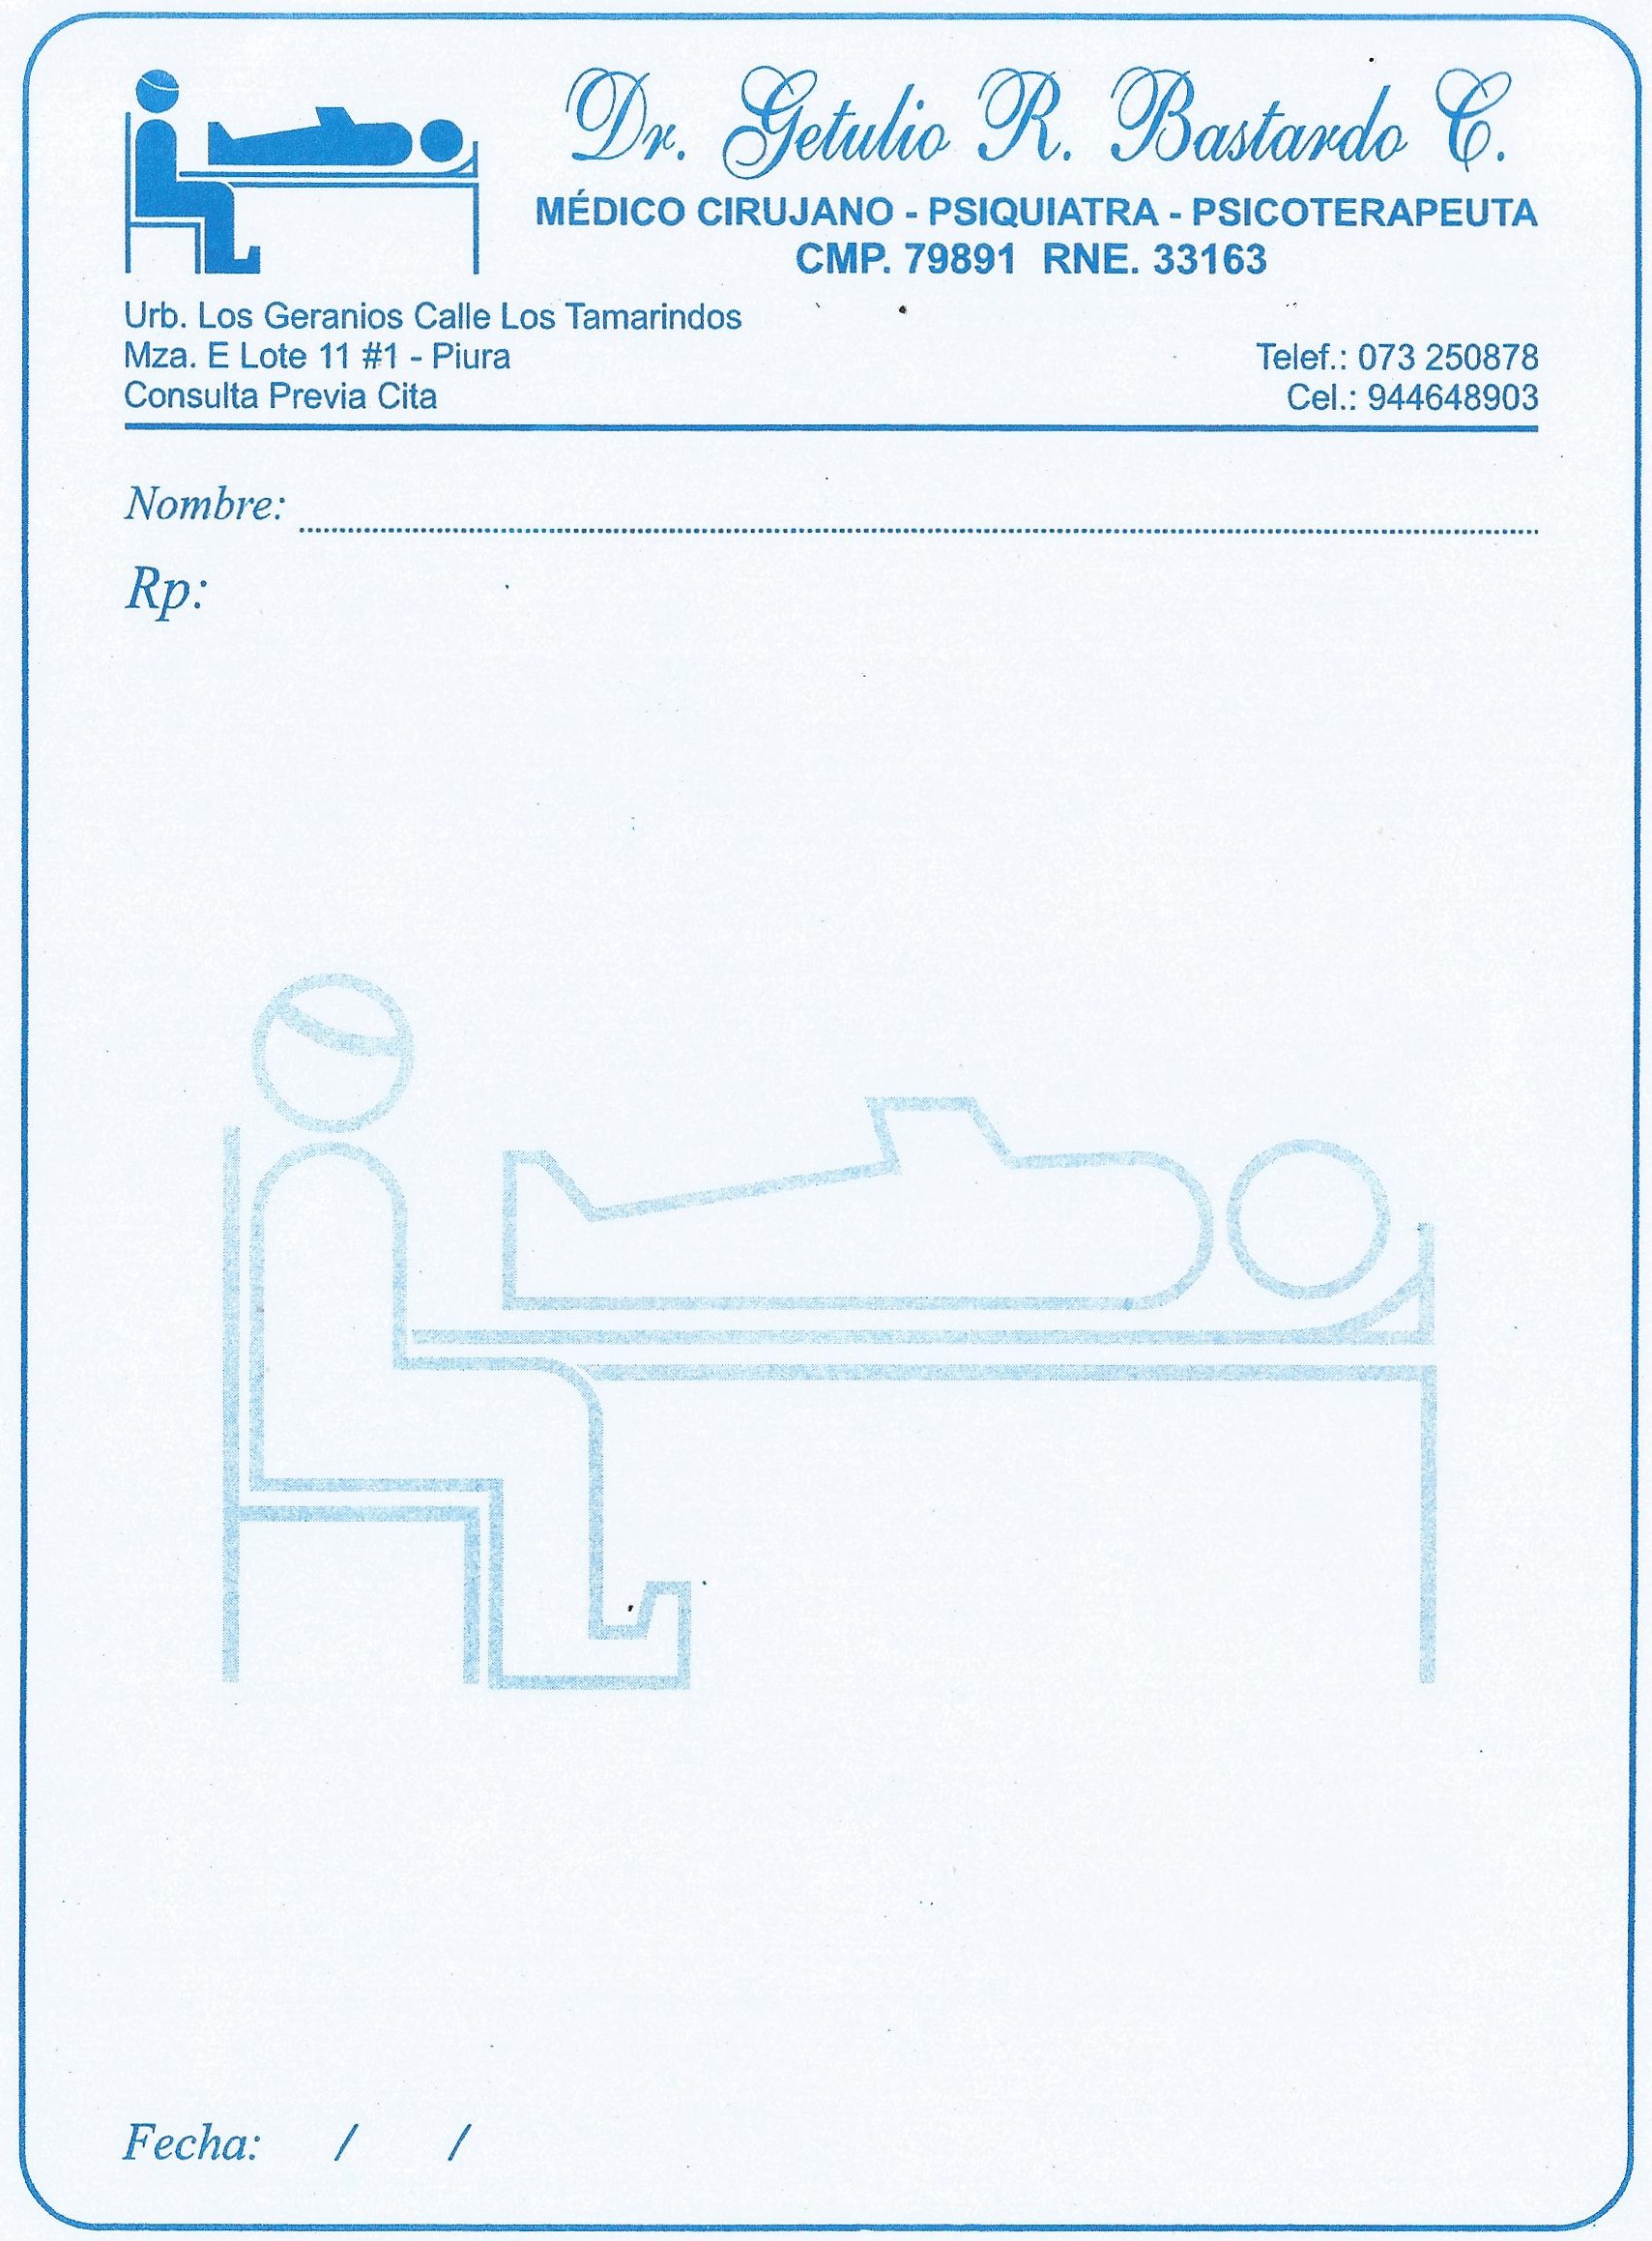 Dr. Getulio R. Bastardo C.
MÉDICO CIRUJANO - PSIQUIATRA - PSICOTERAPEUTA
CMP. 79891 RNE. 33163
Urb. Los Geranios Calle Los Tamarindos
Mza. E Lote 11 #1 - Piura
Consulta Previa Cita
Telef.: 073 250878
Cel.: 944648903
Nombre:
Rp:
Fecha: / /